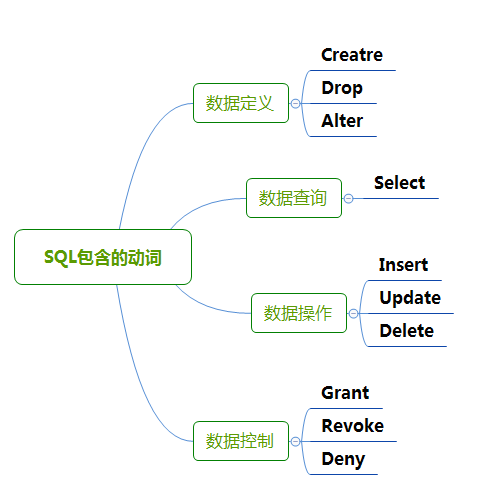 SQL包含的动词
数据定义
Creatre
Drop
Alter
数据查询
Select
数据操作
Insert
Update
Delete
数据控制
Grant
Revoke
Deny